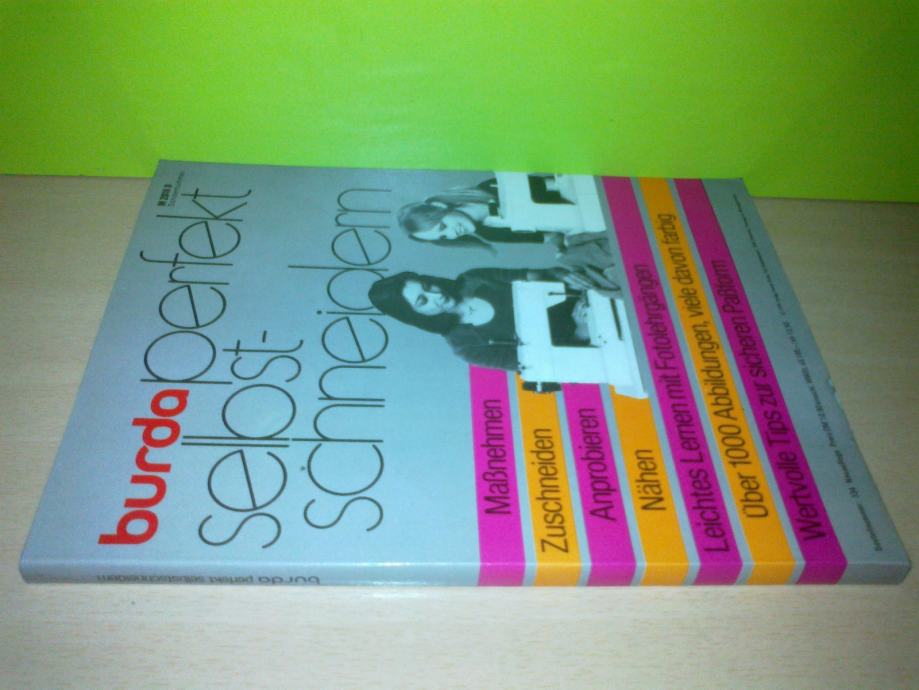 M 2316 D
burda perfekt
selbst-
schneidern
Maßnehmen
Zuschneiden
Anprobieren
Nähen
Leichtes Lernen mit Fotolehrgängen
Über 1000 Abbildungen, viele davon farbig
Wertvolle Tips zur sicheren Paßform
burda perfekt selbstschneidern